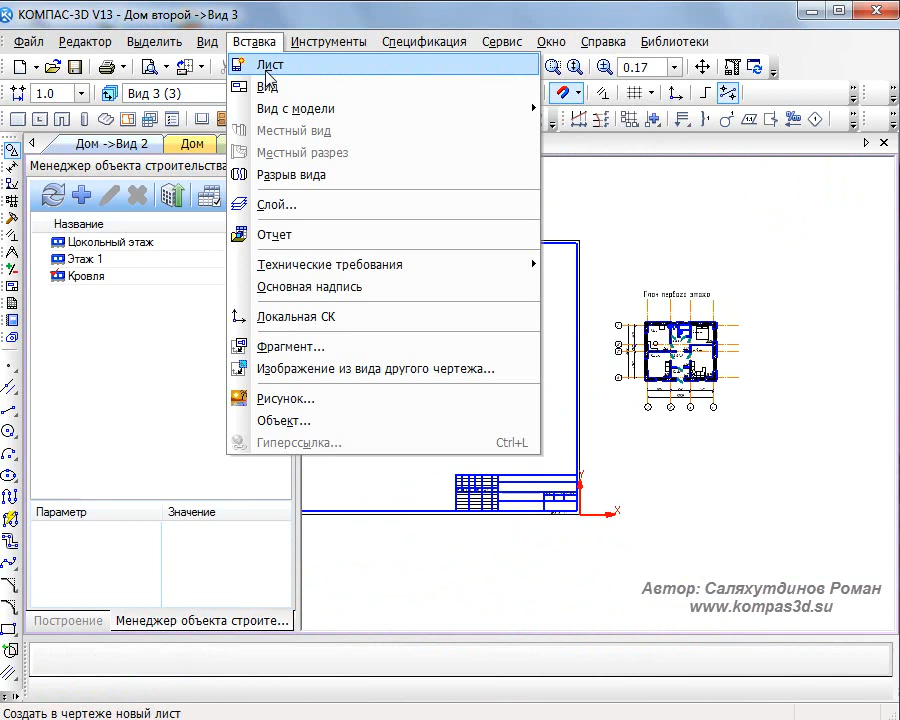 КОМПАС-3D V13 - Дом второй ->Вид 3
Файл Редактор Выделить Вид Вставка Инструменты Спецификация Сервис Окно Справка Библиотеки
0.17
1.0 Вид 3 (3)
Дом ->Вид 2 Дом
Менеджер объекта строительства
Название
Цокольный этаж
Этаж 1
Кровля
Лист
Вид
Вид с модели
Местный вид
Местный разрез
Разрыв вида
Слой...
Отчет
Технические требования
Основная надпись
Локальная СК
Фрагмент...
Изображение из вида другого чертежа...
Рисунок...
Объект...
Гиперссылка... Ctrl+L
План первого этажа
Y
X
Параметр Значение
Построение Менеджер объекта строите...
Автор: Саляхутдинов Роман
www.kompas3d.su
Создать в чертеже новый лист